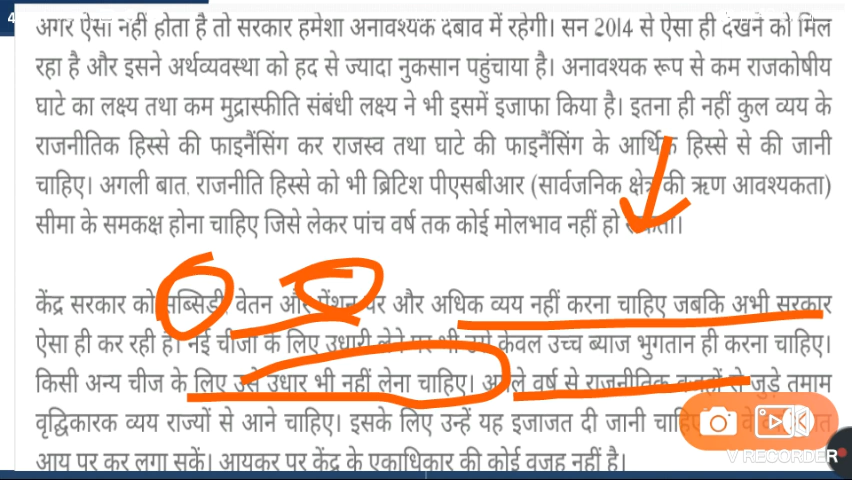 अगर ऐसा नहीं होता है तो सरकार हमेशा अनावश्यक दबाव में रहेगी। सन 2014 से ऐसा ही देखने को मिल
रहा है और इसने अर्थव्यवस्था को हद से ज्यादा नुकसान पहुंचाया है। अनावश्यक रूप से कम राजकोषीय
घाटे का लक्ष्य तथा कम मुद्रास्फीति संबंधी लक्ष्य ने भी इसमें इजाफा किया है। इतना ही नहीं कुल व्यय के
राजनीतिक हिस्से की फाइनैंसिंग कर राजस्व तथा घाटे की फाइनैंसिंग के आर्थिक हिस्से से की जानी
चाहिए। अगली बात, राजनीति हिस्से को भी ब्रिटिश पीएसबीआर (सार्वजनिक क्षेत्र की ऋण आवश्यकता)
सीमा के समकक्ष होना चाहिए जिसे लेकर पांच वर्ष तक कोई मोलभाव नहीं हो सकता।
केंद्र सरकार को सब्सिडी, वेतन और पेंशन पर और अधिक व्यय नहीं करना चाहिए जबकि अभी सरकार
ऐसा ही कर रही है। नई चीजों के लिए उधारी लेने पर भी उसे केवल उच्च ब्याज भुगतान ही करना चाहिए।
किसी अन्य चीज के लिए उसे उधार भी नहीं लेना चाहिए। अगले वर्ष से राजनीतिक वजहों से जुड़े तमाम
वृद्धिकारक व्यय राज्यों से आने चाहिए। इसके लिए उन्हें यह इजाजत दी जानी चाहिए
आय पर कर लगा सकें। आयकर पर केंद्र के एकाधिकार की कोई वजह नहीं है।
V RECORDER